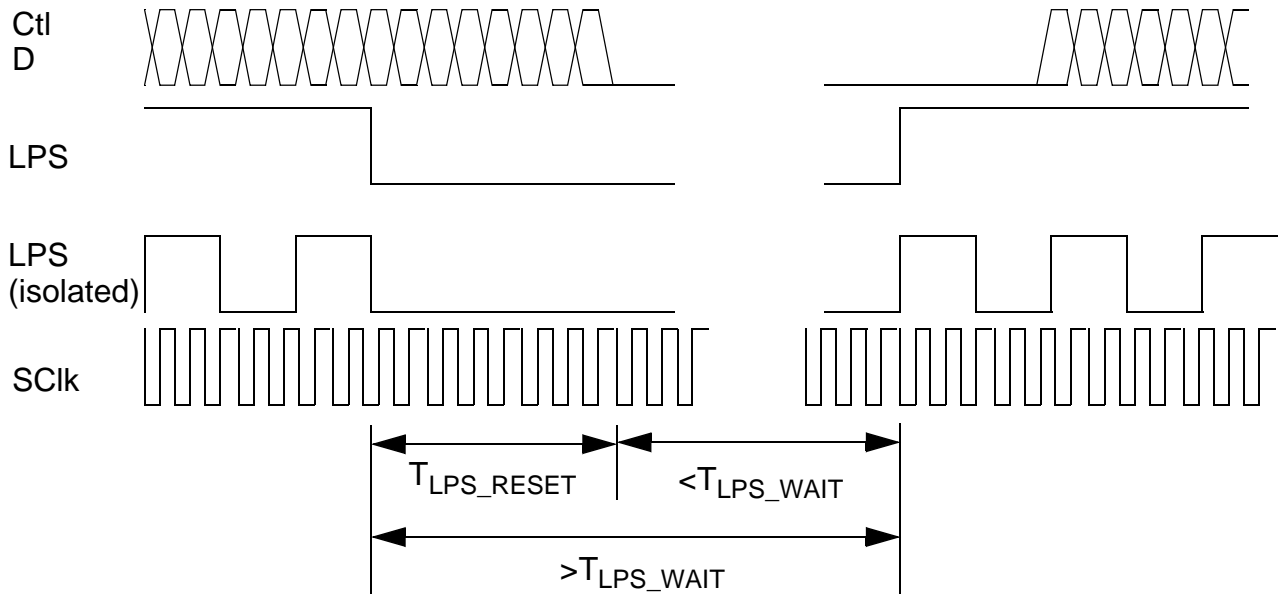 Ctl
D
LPS
LPS
(isolated)
SClk
T_LPS_RESET
<T_LPS_WAIT
>T_LPS_WAIT